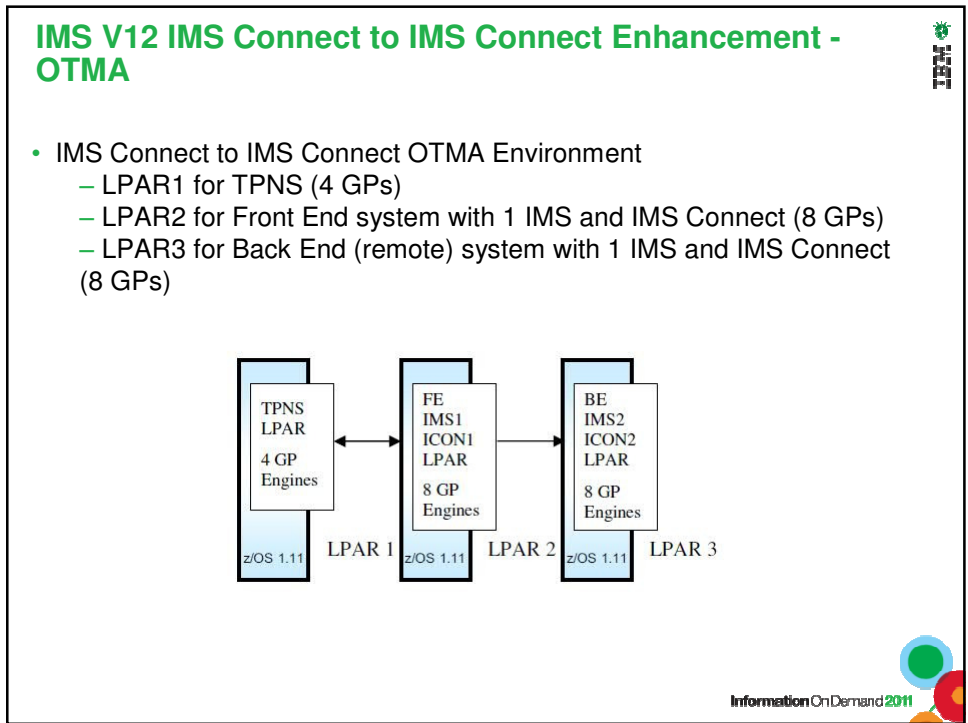 IMS V12 IMS Connect to IMS Connect Enhancement -
OTMA
IBM
• IMS Connect to IMS Connect OTMA Environment
– LPAR1 for TPNS (4 GPs)
– LPAR2 for Front End system with 1 IMS and IMS Connect (8 GPs)
– LPAR3 for Back End (remote) system with 1 IMS and IMS Connect
(8 GPs)
TPNS
LPAR
4 GP
Engines
z/OS 1.11
LPAR 1
FE
IMS1
ICON1
LPAR
8 GP
Engines
z/OS 1.11
LPAR 2
BE
IMS2
ICON2
LPAR
8 GP
Engines
z/OS 1.11
LPAR 3
Information On Demand 2011